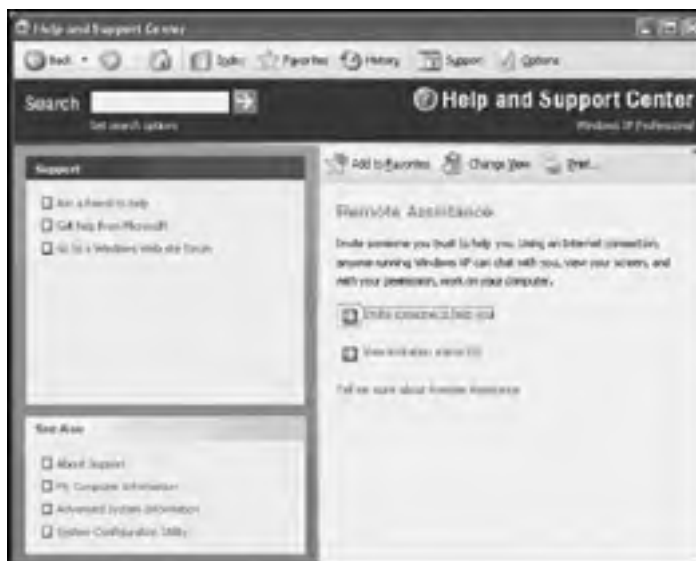 Help and Support Center
Back Index Favorites History Support Options
Search
Set search options
Help and Support Center
Windows XP Professional
Support
Ask a friend to help
Get help from Microsoft
Go to a Windows Web site forum
See Also
About Support
My Computer Information
Advanced System Information
System Configuration Utility
Add to Favorites Change View Print...
Remote Assistance
Invite someone you trust to help you. Using an Internet connection,
anyone running Windows XP can chat with you, view your screen, and
with your permission, work on your computer.
Invite someone to help you
View invitation status (0)
Tell me more about Remote Assistance